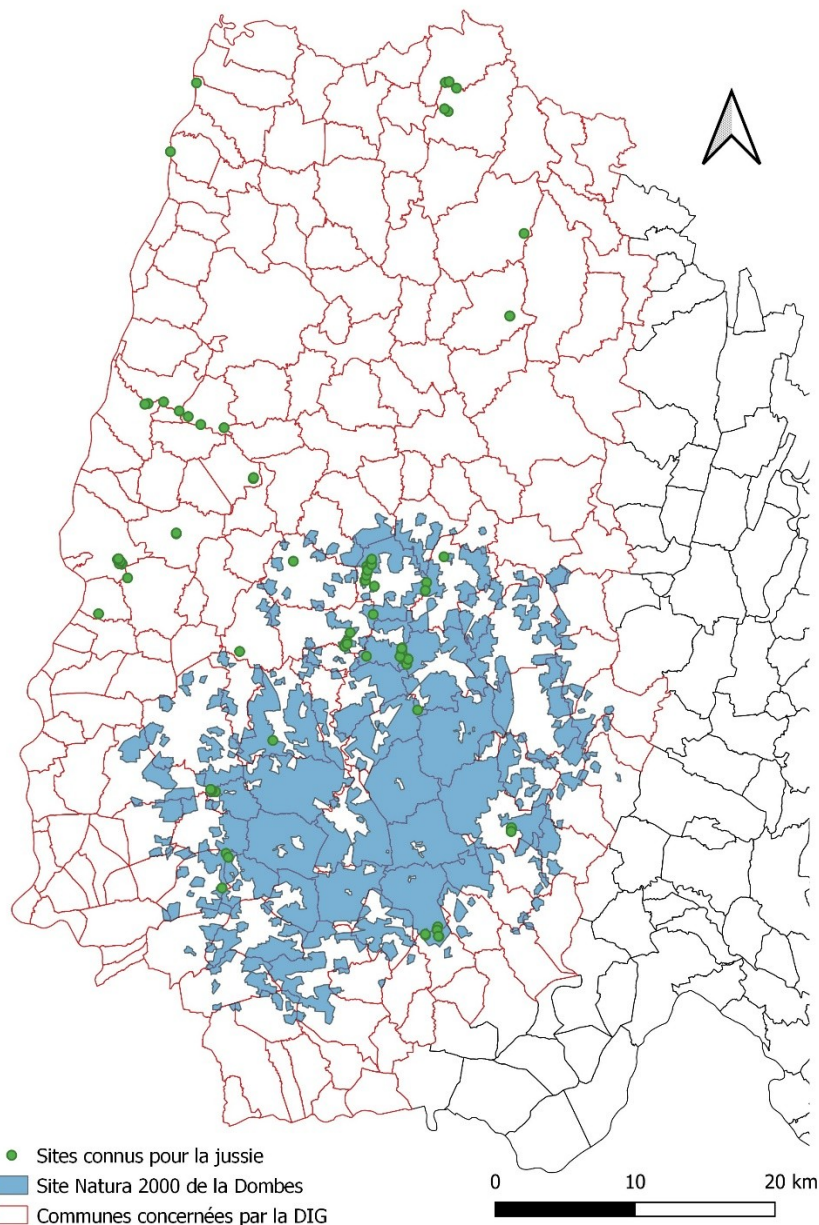 Sites connus pour la jussie
Site Natura 2000 de la Dombes
Communes concernées par la DIG
0 10 20 km